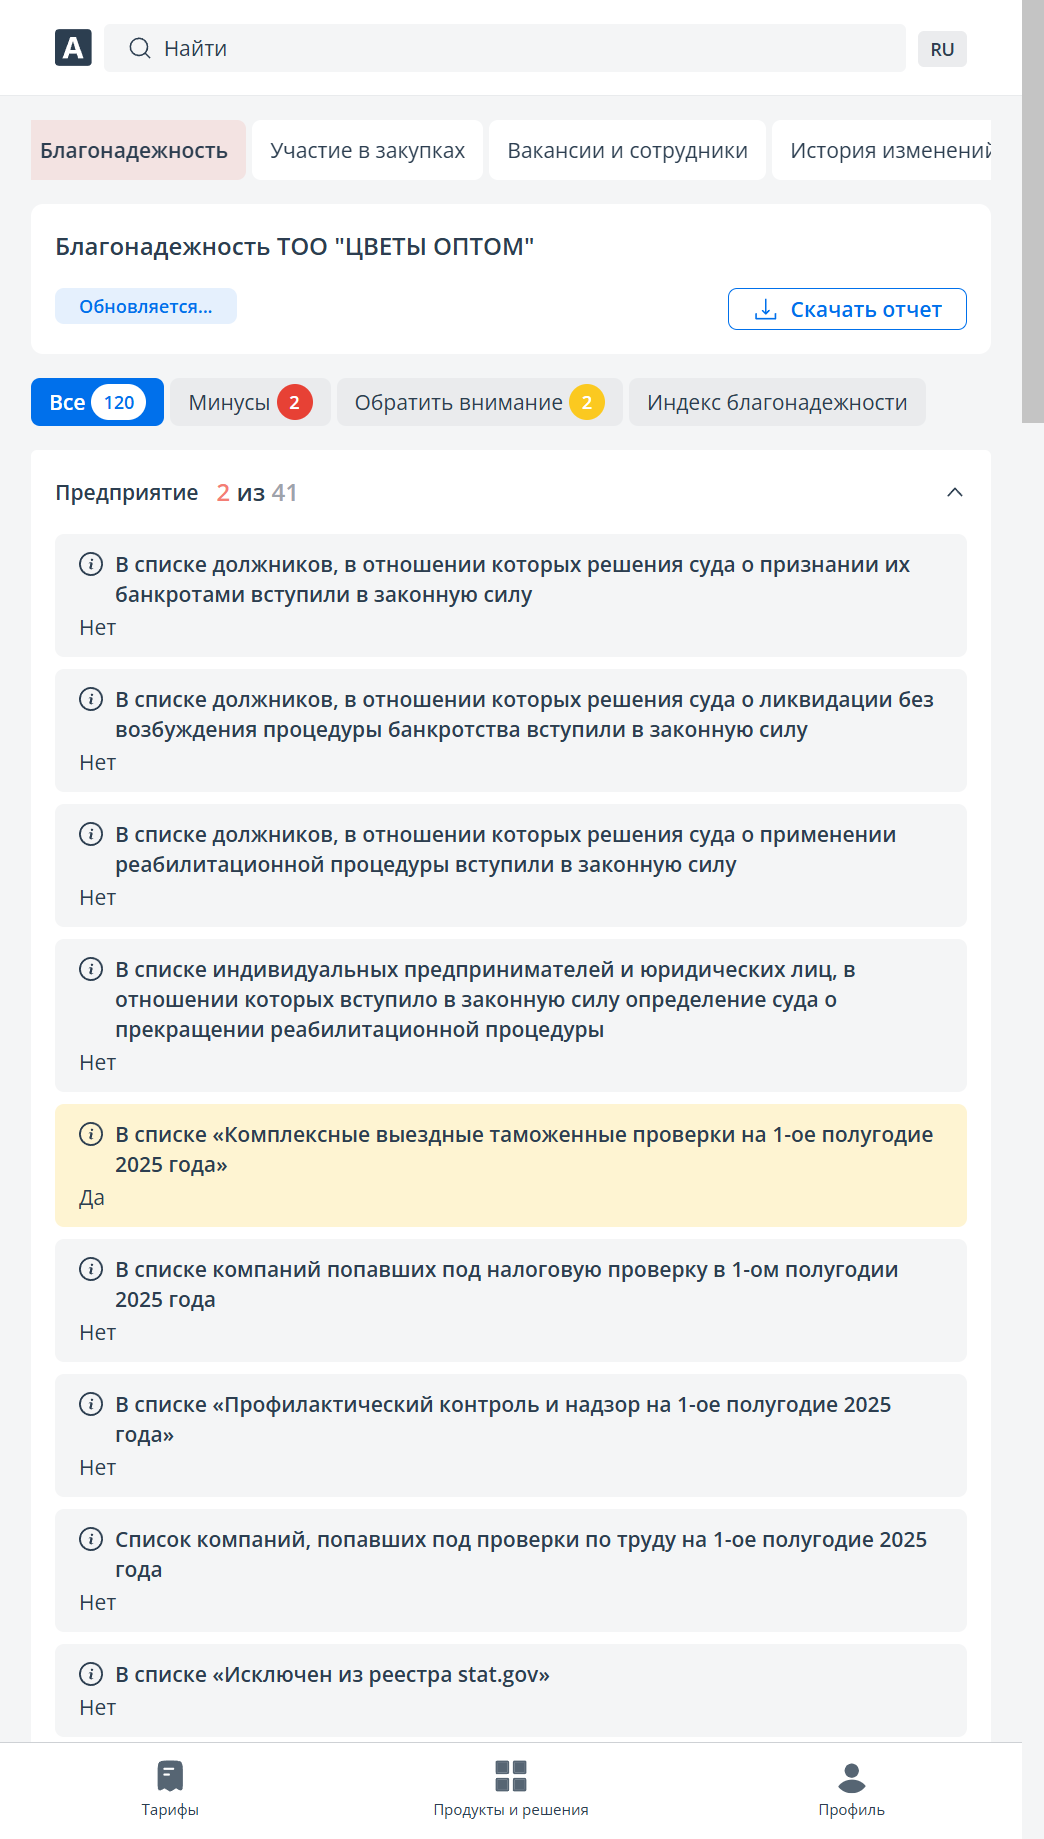 A
Найти
RU
Благонадежность
Участие в закупках
Вакансии и сотрудники
История изменений
Благонадежность ТОО "ЦВЕТЫ ОПТОМ"
Обновляется...
Скачать отчет
Все 120
Минусы 2
Обратить внимание 2
Индекс благонадежности
Предприятие 2 из 41
В списке должников, в отношении которых решения суда о признании их
банкротами вступили в законную силу
Нет
В списке должников, в отношении которых решения суда о ликвидации без
возбуждения процедуры банкротства вступили в законную силу
Нет
В списке должников, в отношении которых решения суда о применении
реабилитационной процедуры вступили в законную силу
Нет
В списке индивидуальных предпринимателей и юридических лиц, в
отношении которых вступило в законную силу определение суда о
прекращении реабилитационной процедуры
Нет
В списке «Комплексные выездные таможенные проверки на 1-ое полугодие
2025 года»
Да
В списке компаний попавших под налоговую проверку в 1-ом полугодии
2025 года
Нет
В списке «Профилактический контроль и надзор на 1-ое полугодие 2025
года»
Нет
Список компаний, попавших под проверки по труду на 1-ое полугодие 2025
года
Нет
В списке «Исключен из реестра stat.gov»
Нет
Тарифы
Продукты и решения
Профиль